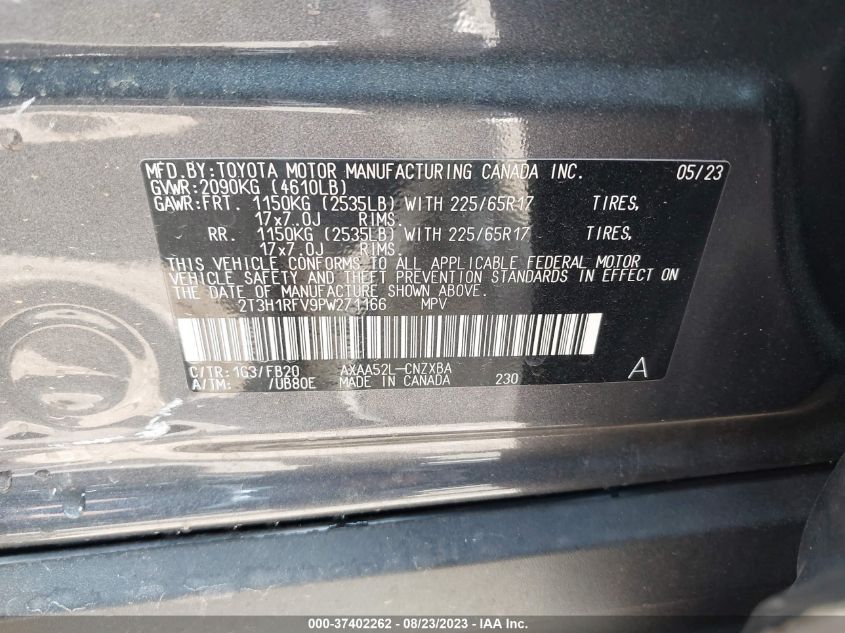 MFD.BY:TOYOTA MOTOR MANUFACTURING CANADA INC. 05/23
GVWR:2090KG (4610LB)
GAWR:FRT. 1150KG (2535LB) WITH 225/65R17 TIRES,
17x7.0J RIMS.
RR. 1150KG (2535LB) WITH 225/65R17 TIRES,
17x7.0J RIMS.
THIS VEHICLE CONFORMS TO ALL APPLICABLE FEDERAL MOTOR
VEHICLE SAFETY AND THEFT PREVENTION STANDARDS IN EFFECT ON
THE DATE OF MANUFACTURE SHOWN ABOVE.
2T3H1RFV9PW271166 MPV
C/TR:1G3/FB20 AXAA52L-CNZXBA
A/TM: /UB80E MADE IN CANADA 230 A
000-37402262 - 08/23/2023 - IAA Inc.